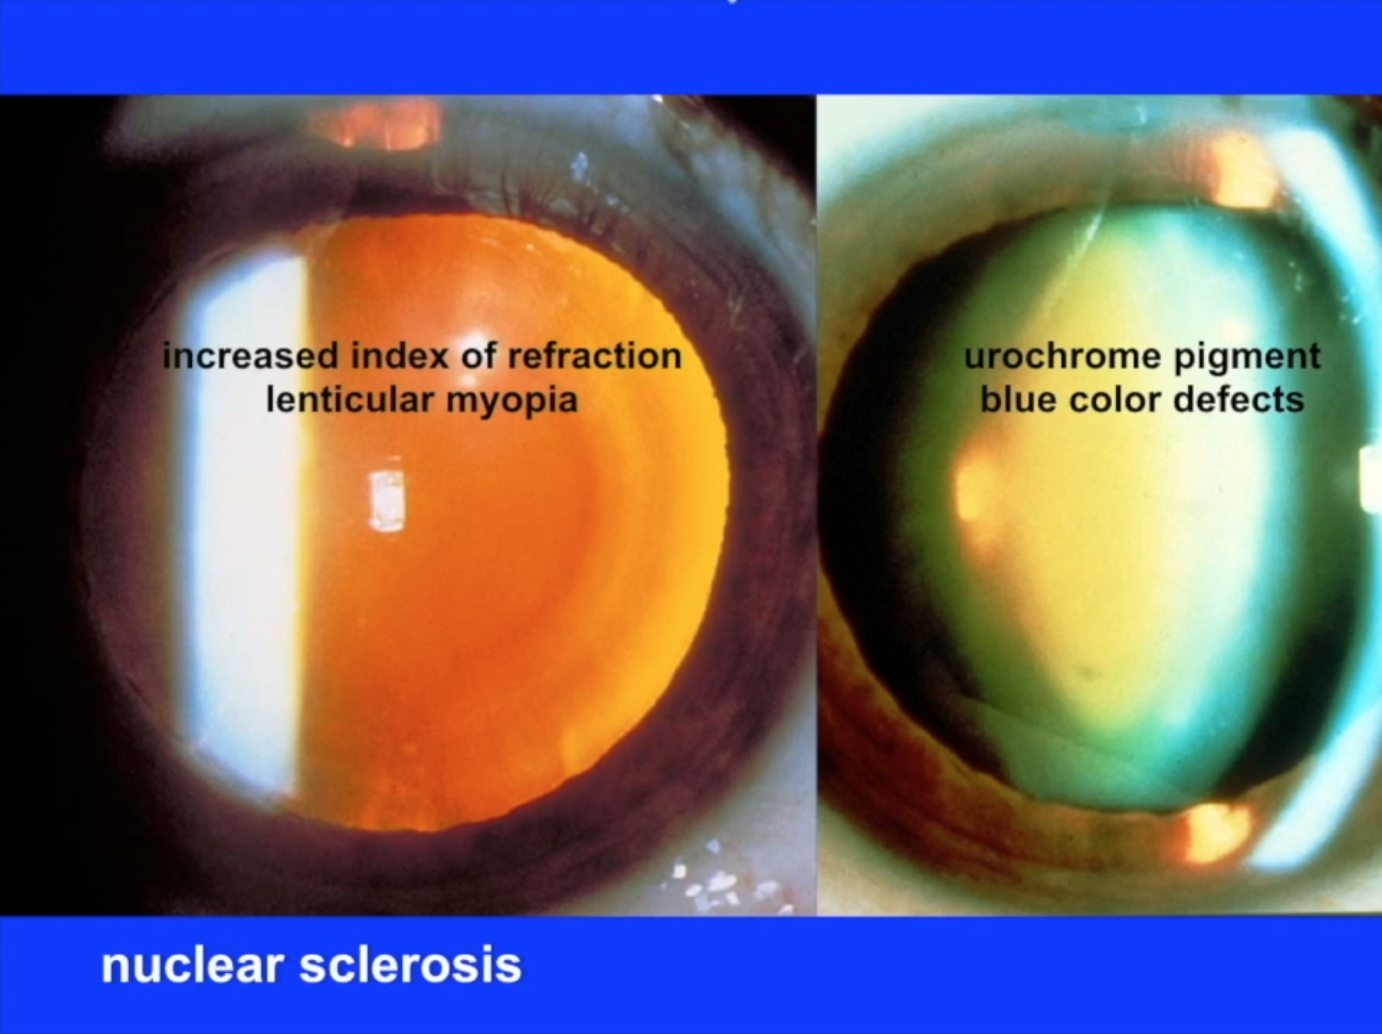 increased index of refraction
lenticular myopia
urochrome pigment
blue color defects
nuclear sclerosis